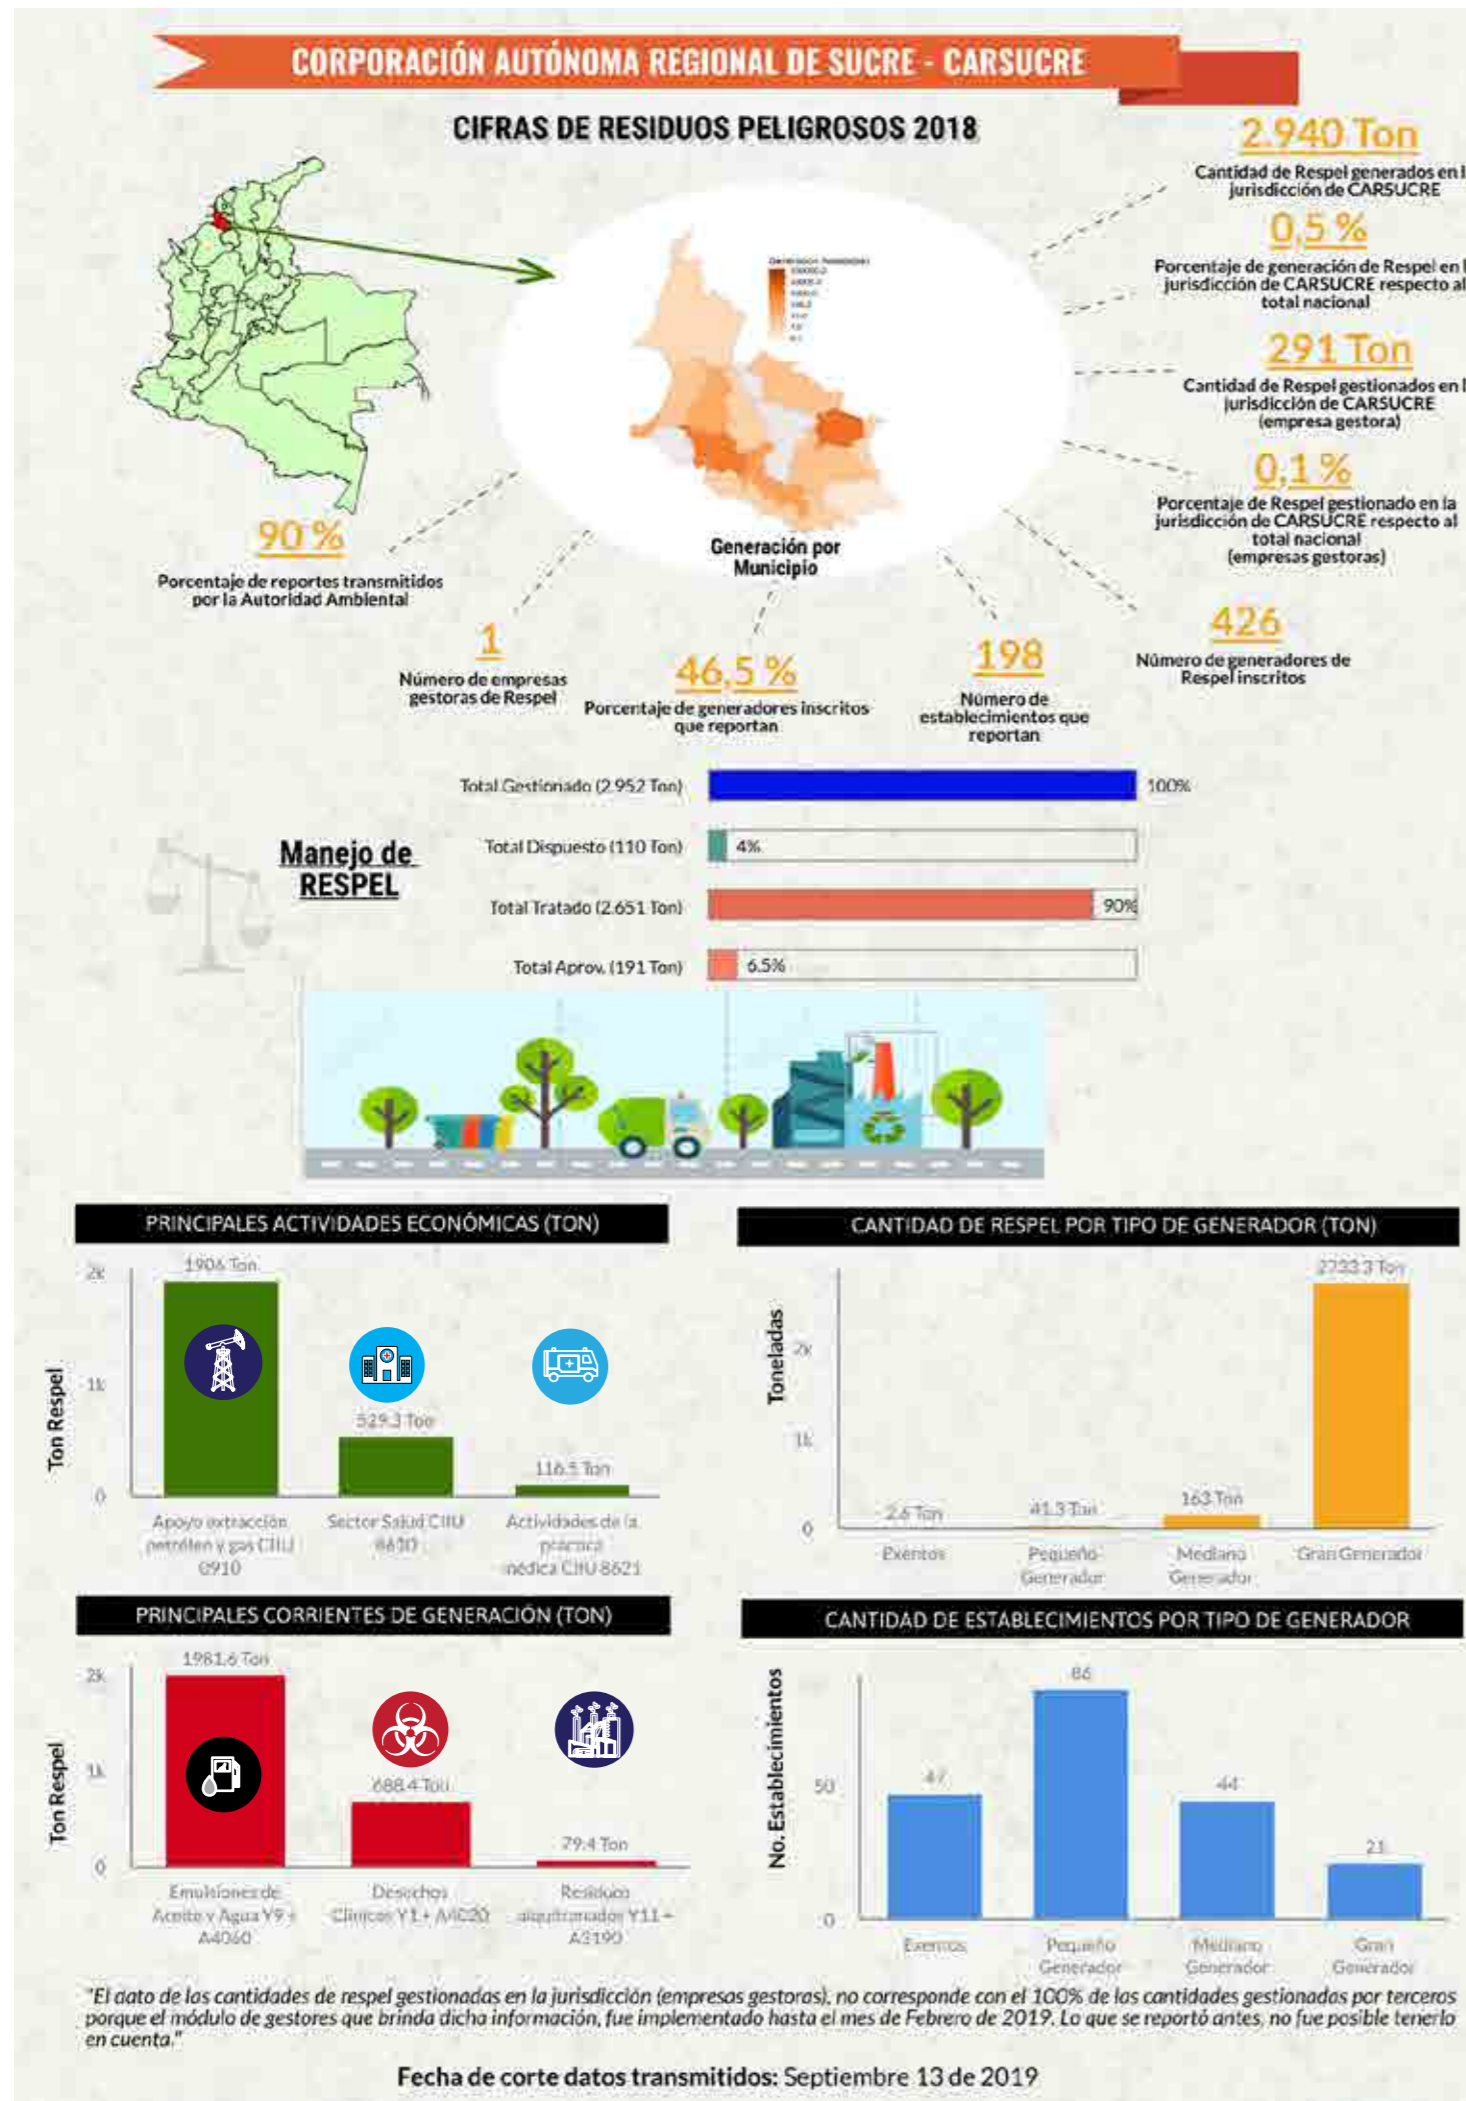 CORPORACIÓN AUTÓNOMA REGIONAL DE SUCRE - CARSUCRE
CIFRAS DE RESIDUOS PELIGROSOS 2018
2.940 Ton
Cantidad de Respel generados en l
jurisdicción de CARSUCRE
0,5 %
Porcentaje de generación de Respel en l
jurisdicción de CARSUCRE respecto al
total nacional
291 Ton
Cantidad de Respel gestionados en l
jurisdicción de CARSUCRE
(empresa gestora)
0,1 %
Porcentaje de Respel gestionado en la
jurisdicción de CARSUCRE respecto al
total nacional
(empresas gestoras)
426
Número de generadores de
Respel inscritos
198
Número de
establecimientos que
reportan
46,5 %
Porcentaje de generadores inscritos
que reportan
1
Número de empresas
gestoras de Respel
90 %
Porcentaje de reportes transmitidos
por la Autoridad Ambiental
Generación por
Municipio
Manejo de
RESPEL
Total Gestionado (2.952 Ton) 100%
Total Dispuesto (110 Ton) 4%
Total Tratado (2.651 Ton) 90%
Total Aprov. (191 Ton) 6.5%
PRINCIPALES ACTIVIDADES ECONÓMICAS (TON)
Ton Respel
2k
1k
0
1906 Ton
529.3 Ton
116.5 Ton
Apoyo extracción
petróleo y gas CIIU
0910
Sector Salud CIIU
8610
Actividades de la
práctica
médica CIIU 8621
CANTIDAD DE RESPEL POR TIPO DE GENERADOR (TON)
Toneladas
2k
1k
0
2.6 Ton
41.3 Ton
163 Ton
2733.3 Ton
Exentos
Pequeño
Generador
Mediano
Generador
Gran Generador
PRINCIPALES CORRIENTES DE GENERACIÓN (TON)
Ton Respel
2k
1k
0
1981.6 Ton
688.4 Ton
79.4 Ton
Emulsiones de
Aceite y Agua Y9 +
A4060
Desechos
Clínicos Y1 + A4020
Residuos
alquitranados Y11 +
A3190
CANTIDAD DE ESTABLECIMIENTOS POR TIPO DE GENERADOR
No. Establecimientos
50
0
47
86
44
21
Exentos
Pequeño
Generador
Mediano
Generador
Gran
Generador
"El dato de las cantidades de respel gestionadas en la jurisdicción (empresas gestoras), no corresponde con el 100% de las cantidades gestionadas por terceros
porque el módulo de gestores que brinda dicha información, fue implementado hasta el mes de Febrero de 2019. Lo que se reportó antes, no fue posible tenerlo
en cuenta."
Fecha de corte datos transmitidos: Septiembre 13 de 2019